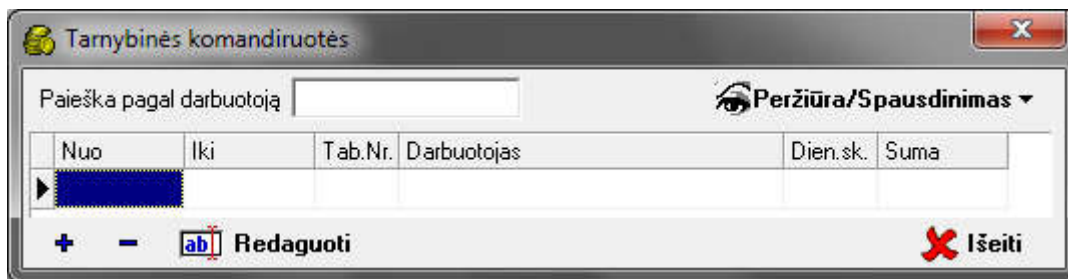 Tarnybinės komandiruotės
Paieška pagal darbuotoją Peržiūra/Spausdinimas
Nuo Iki Tab.Nr. Darbuotojas Dien.sk. Suma
ab Redaguoti Išeiti